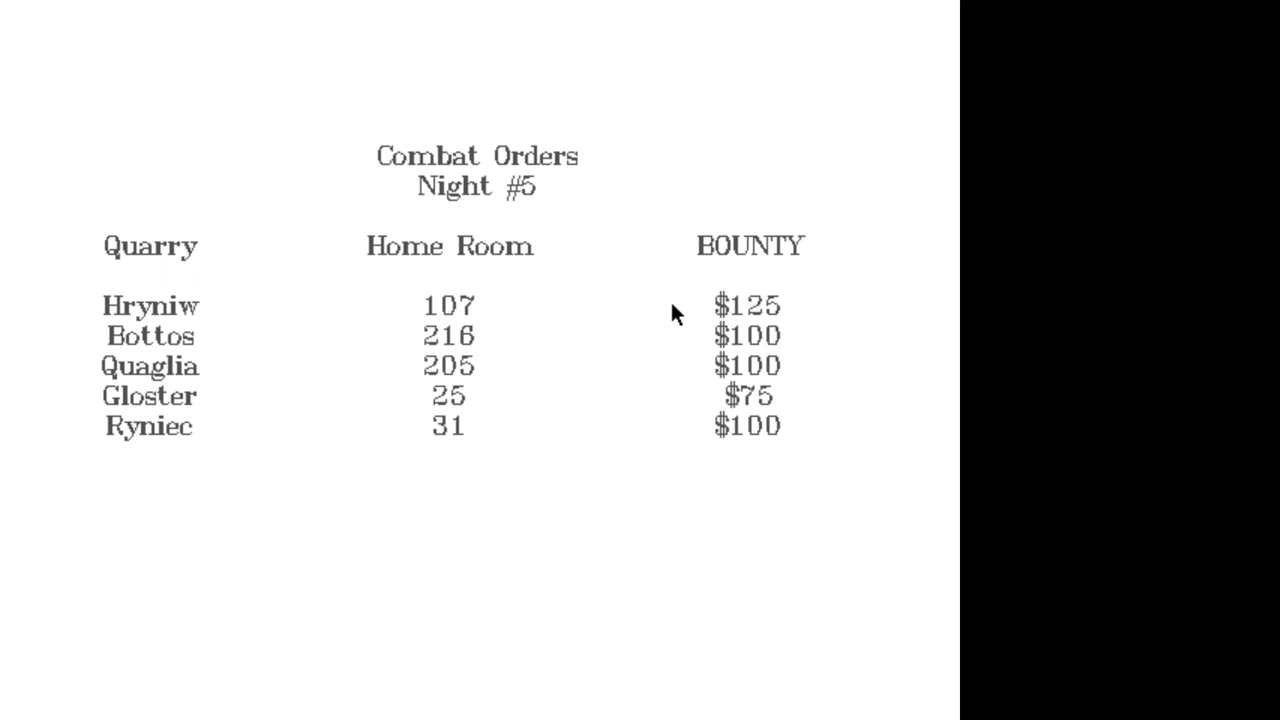 Combat Orders
Night #5
Quarry Home Room BOUNTY
Hryniw 107 $125
Bottos 216 $100
Quaglia 205 $100
Gloster 25 $75
Ryniec 31 $100